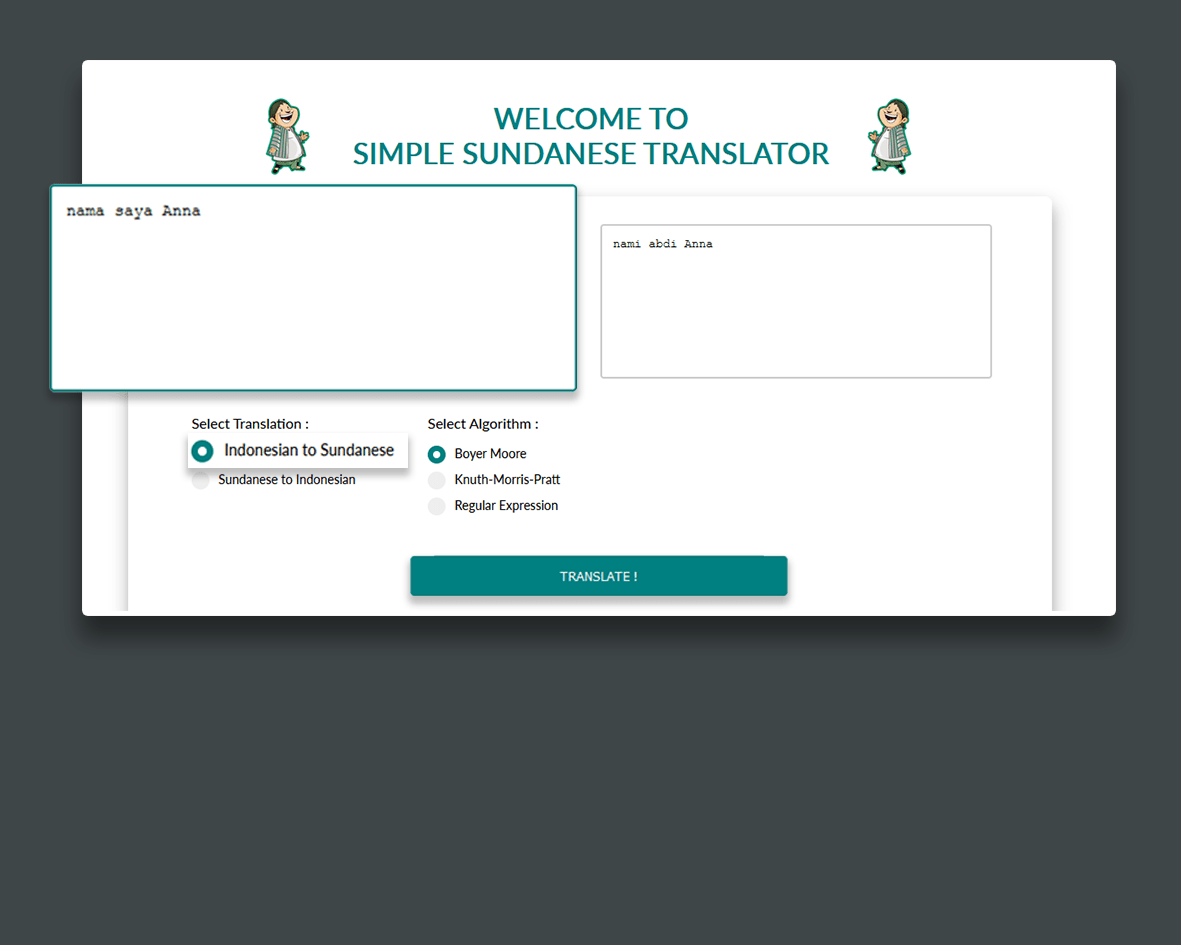 WELCOME TO
SIMPLE SUNDANESE TRANSLATOR
nama saya Anna
nami abdi Anna
Select Translation :
Indonesian to Sundanese
Sundanese to Indonesian
Select Algorithm :
Boyer Moore
Knuth-Morris-Pratt
Regular Expression
TRANSLATE !